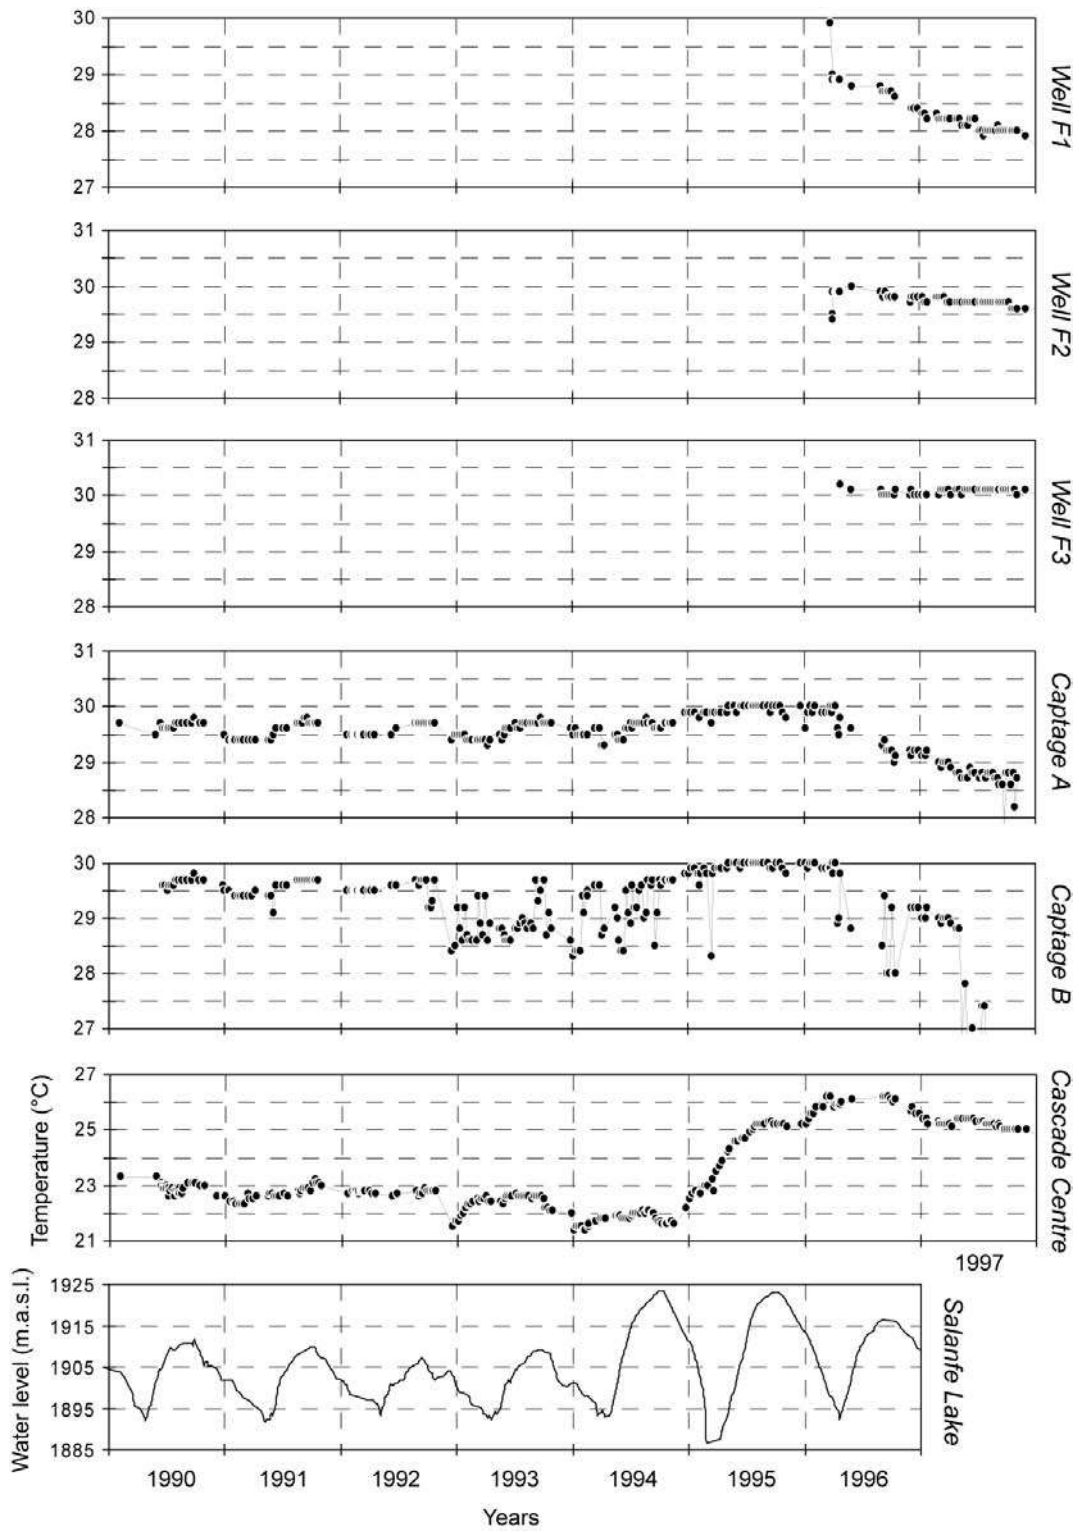 30
29
28
27
Well F1
31
30
29
28
Well F2
31
30
29
28
Well F3
31
30
29
28
Captage A
30
29
28
27
Captage B
27
25
23
21
Temperature (°C)
Cascade Centre
1997
1925
1915
1905
1895
1885
Water level (m.a.s.l.)
Salanfe Lake
1990 1991 1992 1993 1994 1995 1996
Years